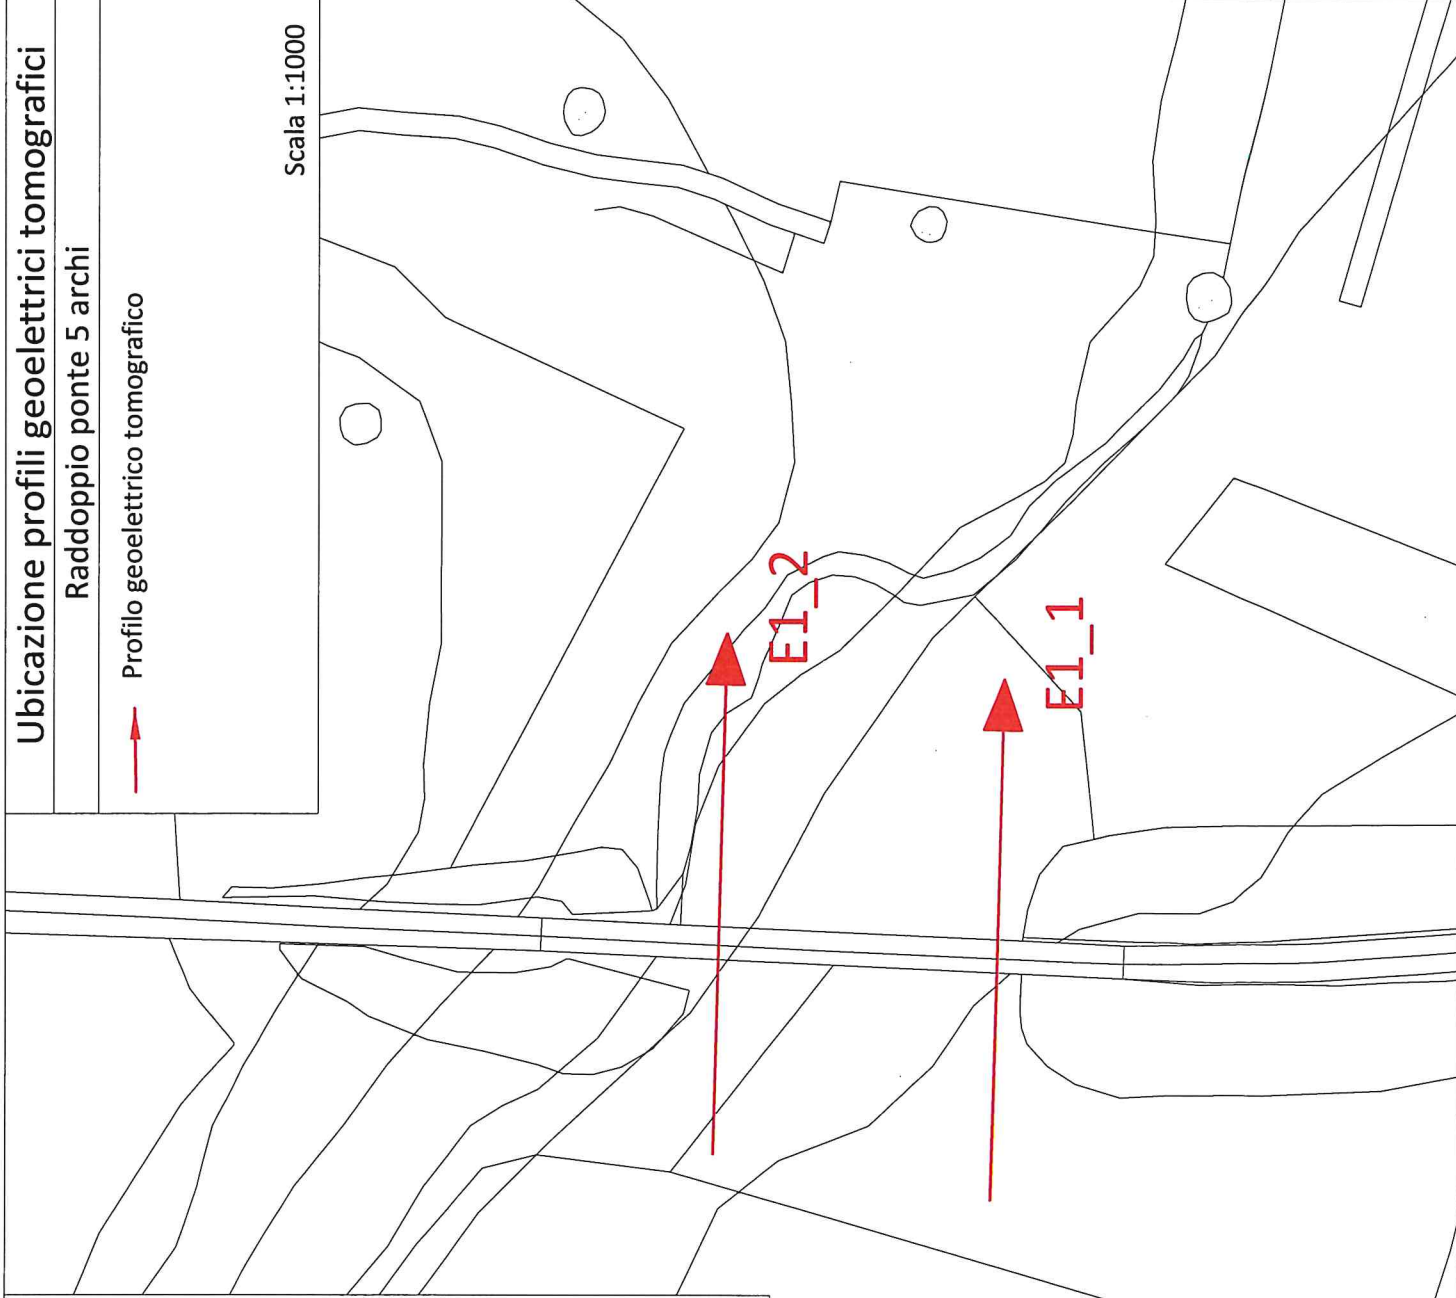 Ubicazione profili geoelettrici tomografici
Raddoppio ponte 5 archi
Profilo geoelettrico tomografico
Scala 1:1000
E1_2
E1_1